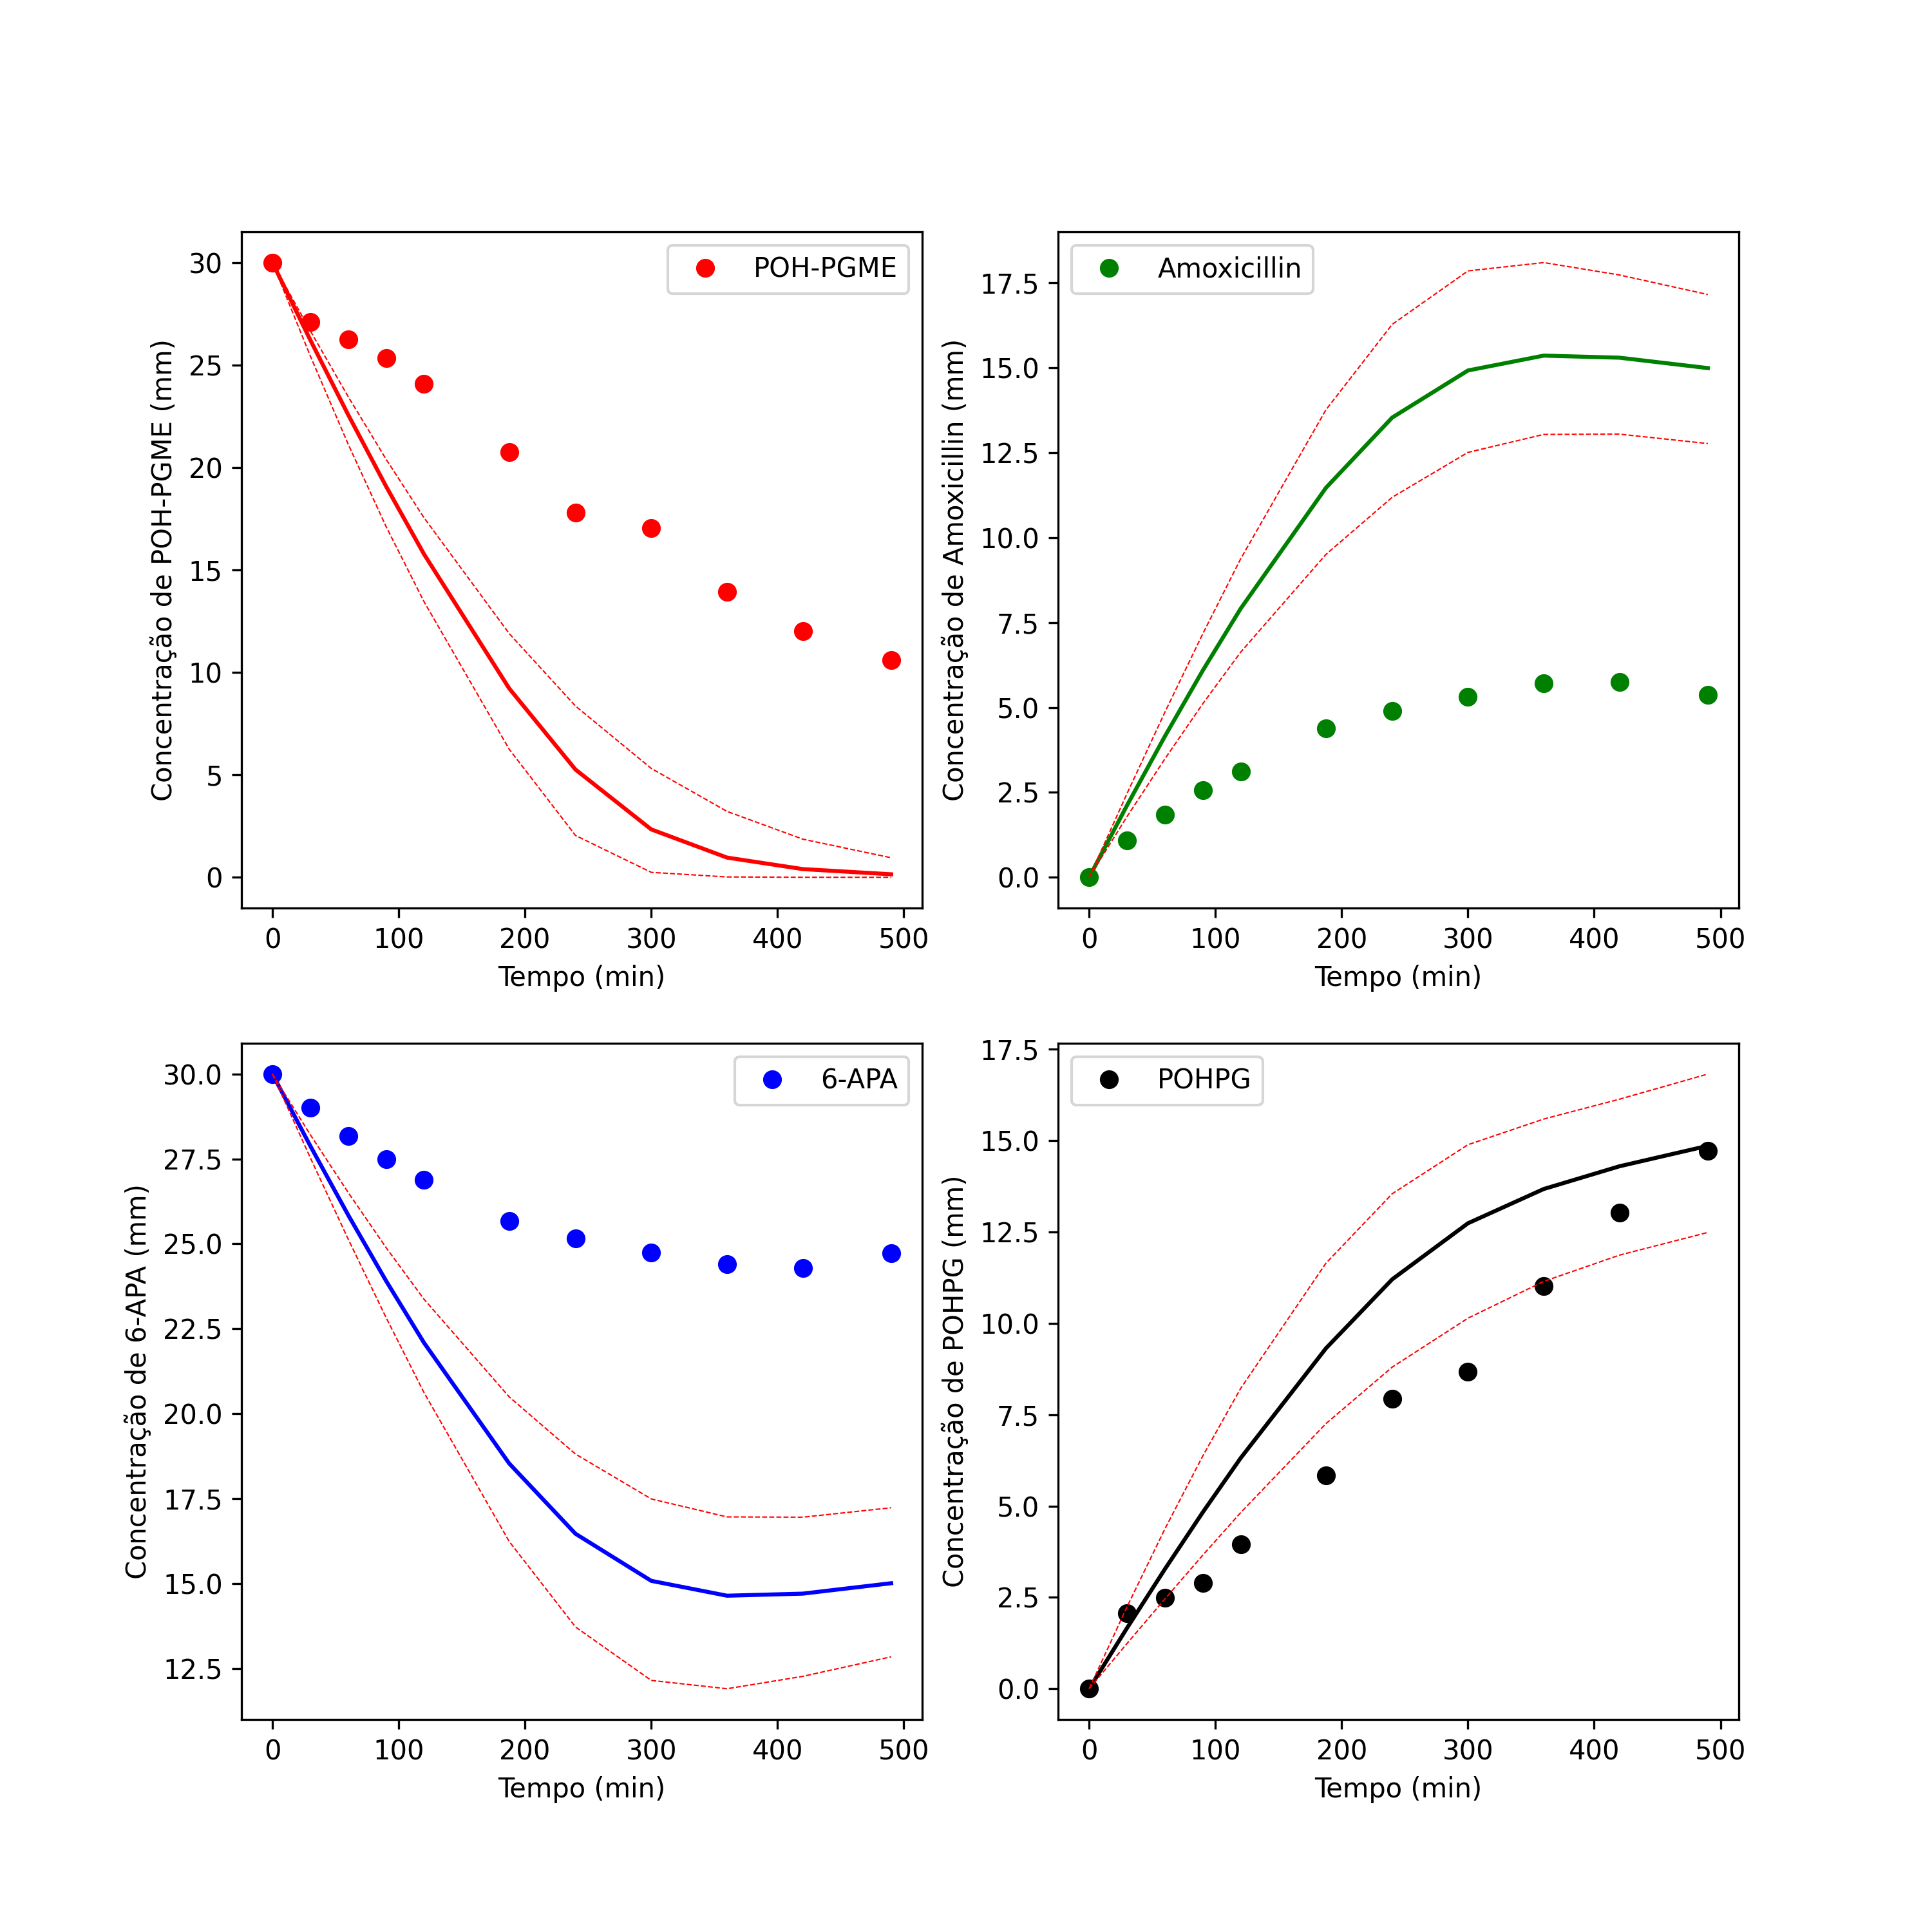 POH-PGME
Concentração de POH-PGME (mm)
30
25
20
15
10
5
0
0 100 200 300 400 500
Tempo (min)
Amoxicillin
Concentração de Amoxicillin (mm)
17.5
15.0
12.5
10.0
7.5
5.0
2.5
0.0
0 100 200 300 400 500
Tempo (min)
6-APA
Concentração de 6-APA (mm)
30.0
27.5
25.0
22.5
20.0
17.5
15.0
12.5
0 100 200 300 400 500
Tempo (min)
POHPG
Concentração de POHPG (mm)
17.5
15.0
12.5
10.0
7.5
5.0
2.5
0.0
0 100 200 300 400 500
Tempo (min)